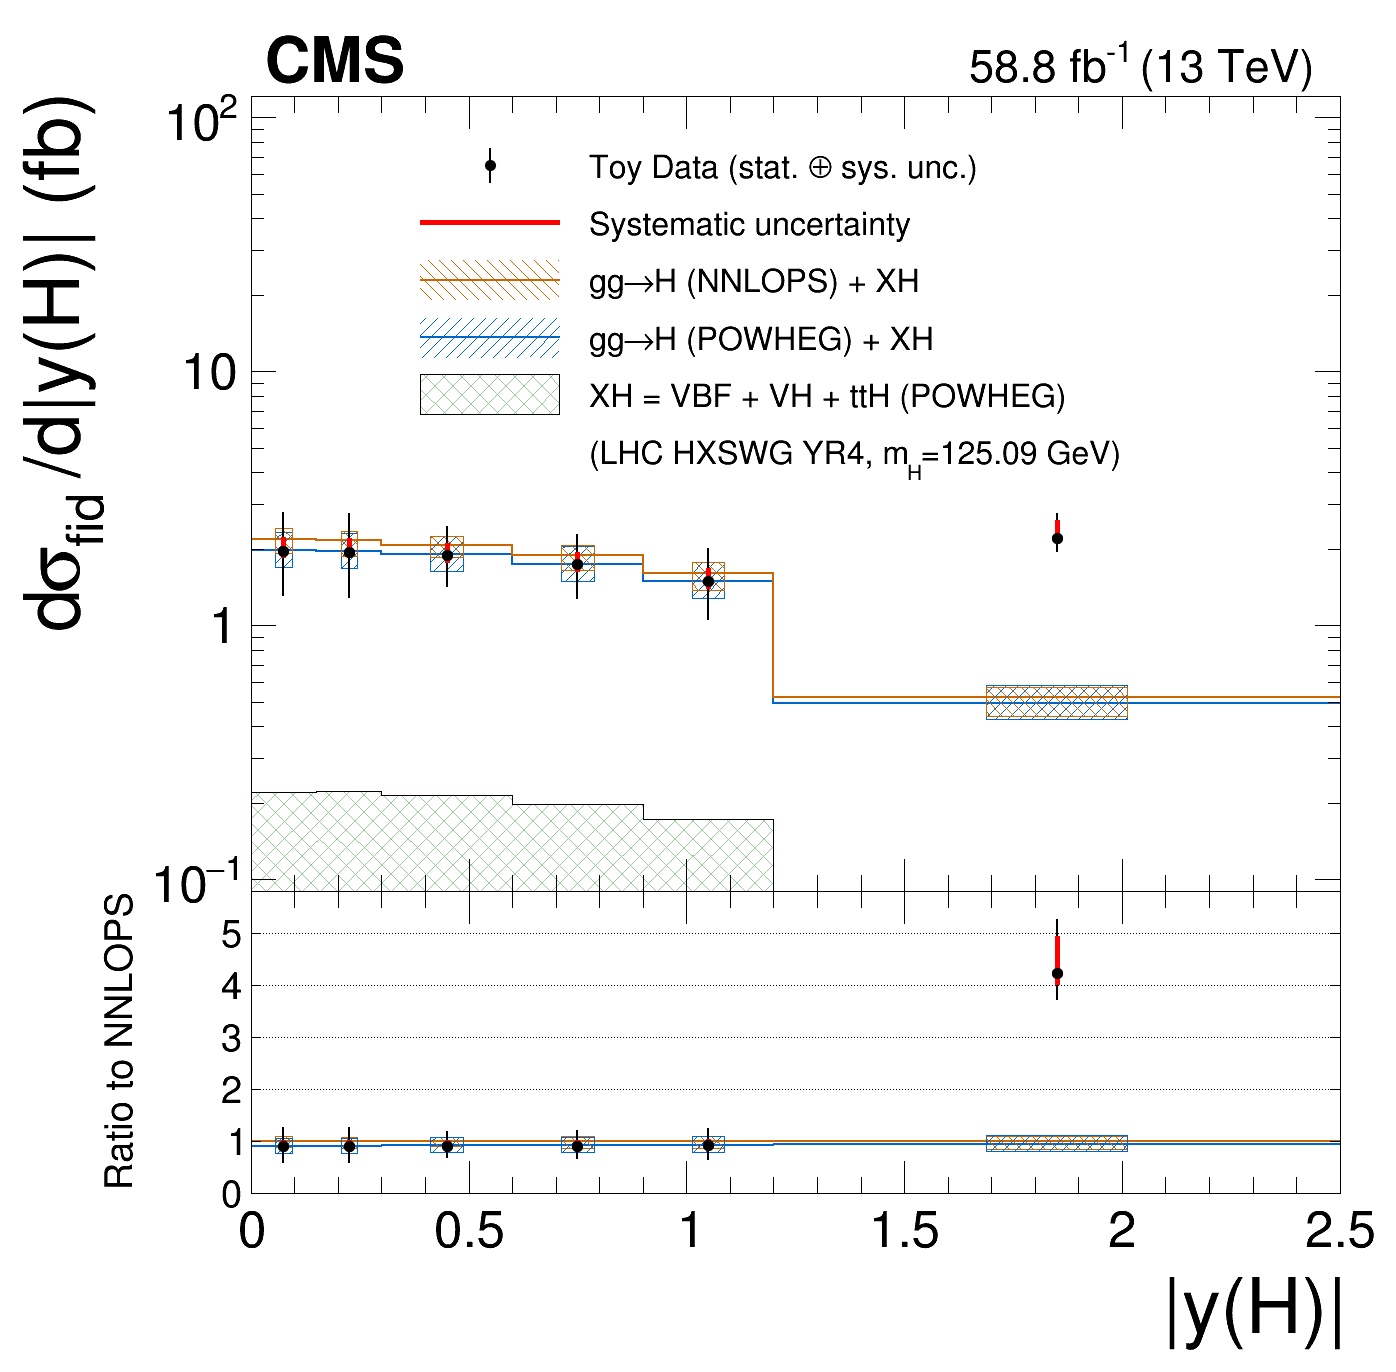 CMS
58.8 fb⁻¹ (13 TeV)
dσ_fid/d|y(H)| (fb)
10²
10
1
10⁻¹
Toy Data (stat. ⊕ sys. unc.)
Systematic uncertainty
gg→H (NNLOPS) + XH
gg→H (POWHEG) + XH
XH = VBF + VH + ttH (POWHEG)
(LHC HXSWG YR4, m_H=125.09 GeV)
Ratio to NNLOPS
5
4
3
2
1
0
0 0.5 1 1.5 2 2.5
|y(H)|